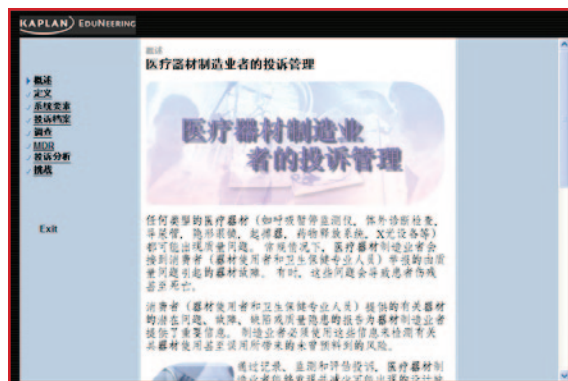 KAPLAN EDUNEERING
概述
医疗器材制造业者的投诉管理
概述
定义
系统要素
投诉档案
调查
MDR
投诉分析
挑战
Exit
医疗器材制造业
者的投诉管理
任何类型的医疗器材（如呼吸暂停监测仪, 体外诊断检查,
导尿管, 隐形眼镜, 起搏器, 药物释放系统, X光设备等）
都可能出现质量问题。 常规情况下, 医疗器材制造业者会
接到消费者（器材使用者和卫生保健专业人员）举报的由质
量问题引起的器材故障。 有时, 这些问题会导致患者伤残
甚至死亡。
消费者（器材使用者和卫生保健专业人员）提供的有关器材
的潜在问题、故障、缺陷或质量隐患的报告为器材制造业者
提供了重要信息。 制造业者必须使用这些信息来检测有关
其器材使用甚至误用所带来的未曾预料到的风险。
通过记录、监测和评估投诉, 医疗器材制